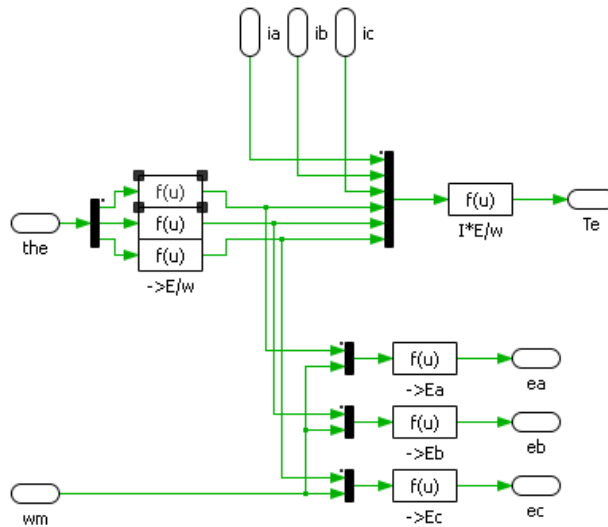 ia ib ic
f(u)
f(u) f(u)
the f(u) I*E/w Te
->E/w
f(u)
->Ea ea
f(u)
->Eb eb
f(u)
wm ->Ec ec